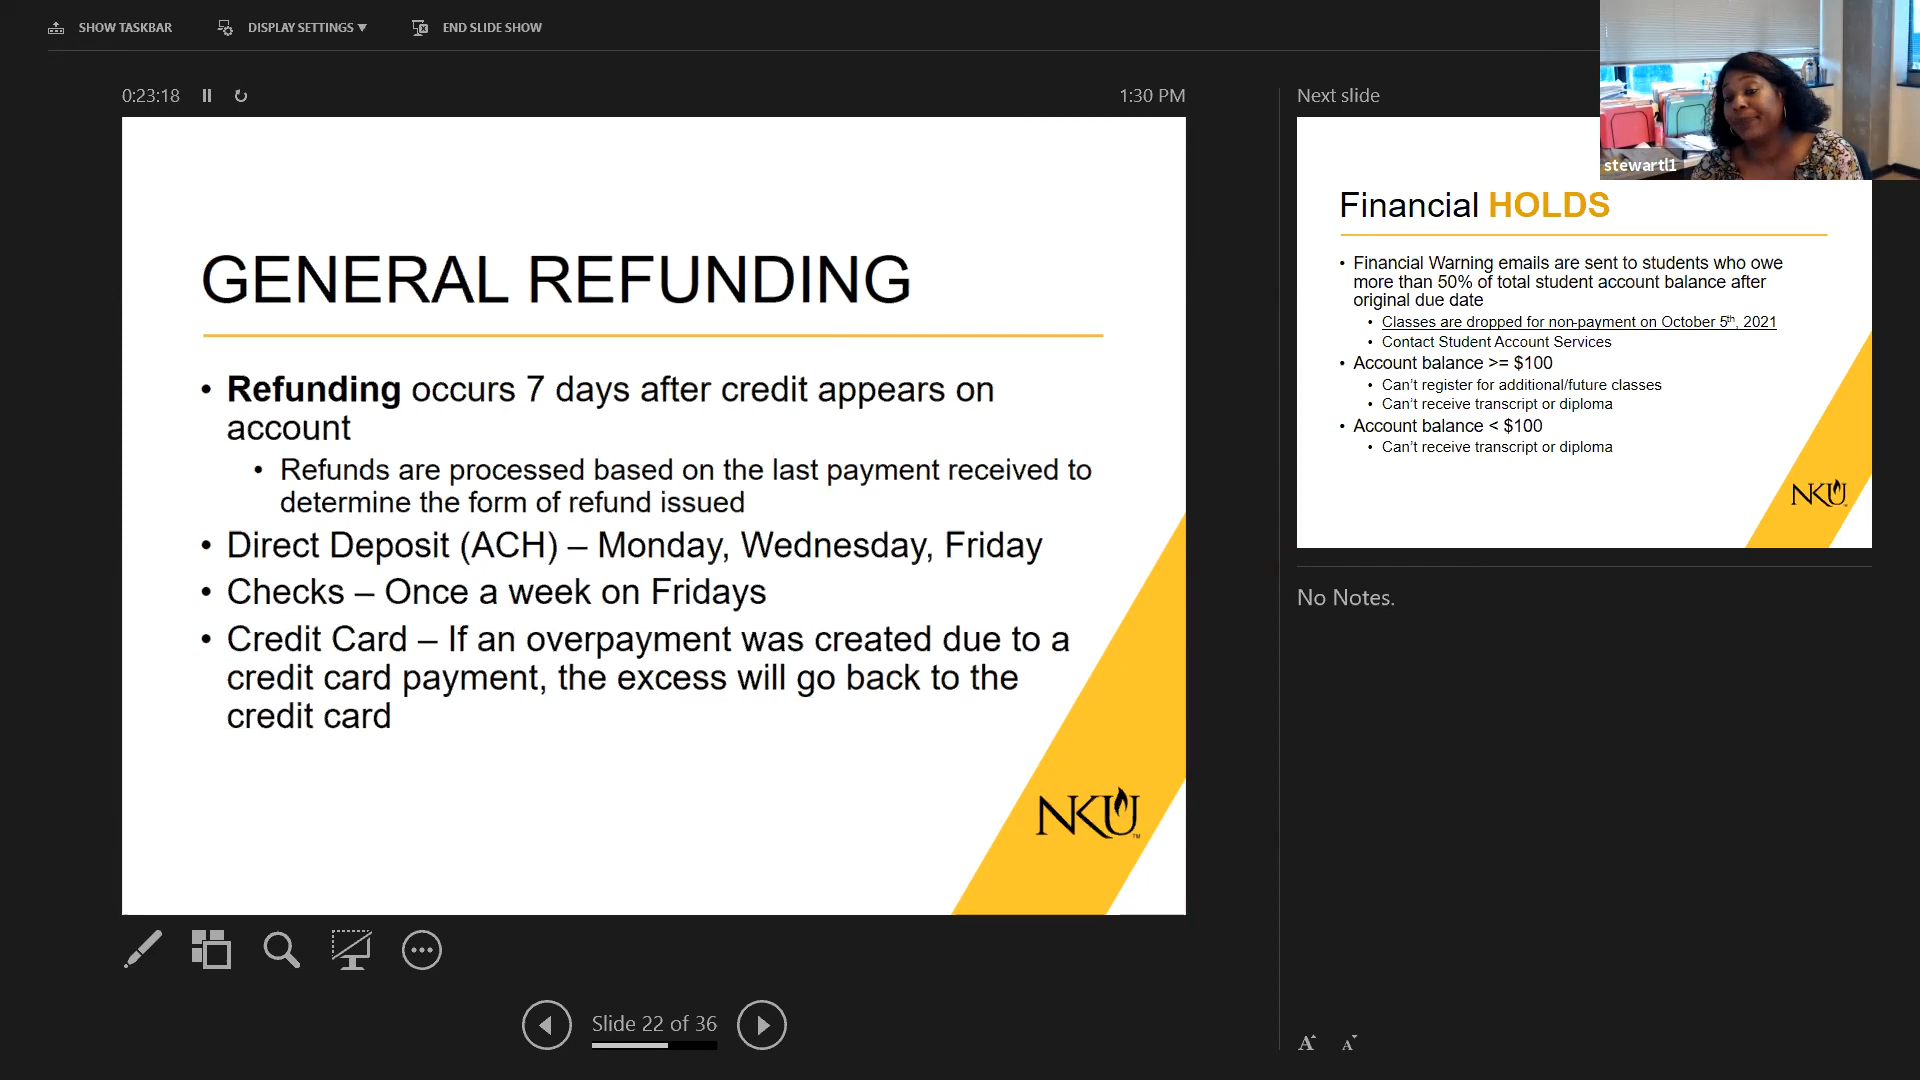 SHOW TASKBAR
DISPLAY SETTINGS ▼
END SLIDE SHOW
0:23:18
1:30 PM
GENERAL REFUNDING
• Refunding occurs 7 days after credit appears on
account
• Refunds are processed based on the last payment received to
determine the form of refund issued
• Direct Deposit (ACH) – Monday, Wednesday, Friday
• Checks – Once a week on Fridays
• Credit Card – If an overpayment was created due to a
credit card payment, the excess will go back to the
credit card
NKU
TM
Slide 22 of 36
Next slide
stewartl1
Financial HOLDS
• Financial Warning emails are sent to students who owe
more than 50% of total student account balance after
original due date
• Classes are dropped for non-payment on October 5th, 2021
• Contact Student Account Services
• Account balance >= $100
• Can't register for additional/future classes
• Can't receive transcript or diploma
• Account balance < $100
• Can't receive transcript or diploma
NKU
No Notes.
A A